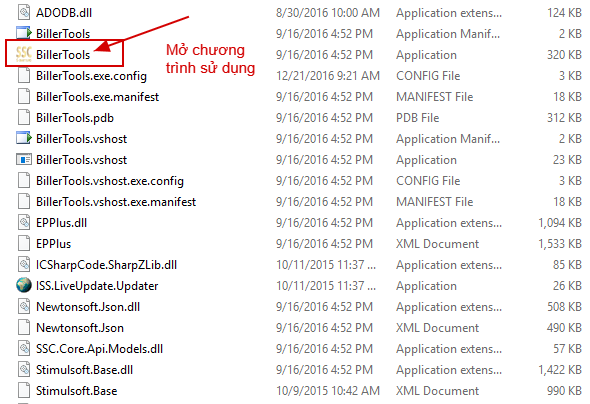 ADODB.dll 8/30/2016 10:00 AM Application extens... 124 KB
BillerTools 9/16/2016 4:52 PM Application Manif... 2 KB
SSC BillerTools 9/16/2016 4:52 PM Application 320 KB
Mở chương
trình sử dụng
BillerTools.exe.config 12/21/2016 9:21 AM CONFIG File 3 KB
BillerTools.exe.manifest 9/16/2016 4:52 PM MANIFEST File 18 KB
BillerTools.pdb 9/16/2016 4:52 PM PDB File 312 KB
BillerTools.vshost 9/16/2016 4:52 PM Application Manif... 2 KB
BillerTools.vshost 9/16/2016 4:52 PM Application 23 KB
BillerTools.vshost.exe.config 9/16/2016 4:52 PM CONFIG File 3 KB
BillerTools.vshost.exe.manifest 9/16/2016 4:52 PM MANIFEST File 18 KB
EPPlus.dll 9/16/2016 4:52 PM Application extens... 1,094 KB
EPPlus 9/16/2016 4:52 PM XML Document 1,533 KB
ICSharpCode.SharpZLib.dll 10/11/2015 11:37 ... Application extens... 85 KB
ISS.LiveUpdate.Updater 10/11/2015 11:37 ... Application 26 KB
Newtonsoft.Json.dll 9/16/2016 4:52 PM Application extens... 508 KB
Newtonsoft.Json 9/16/2016 4:52 PM XML Document 490 KB
SSC.Core.Api.Models.dll 9/16/2016 4:52 PM Application extens... 57 KB
Stimulsoft.Base.dll 9/16/2016 4:52 PM Application extens... 1,422 KB
Stimulsoft.Base 10/9/2015 10:42 AM XML Document 990 KB